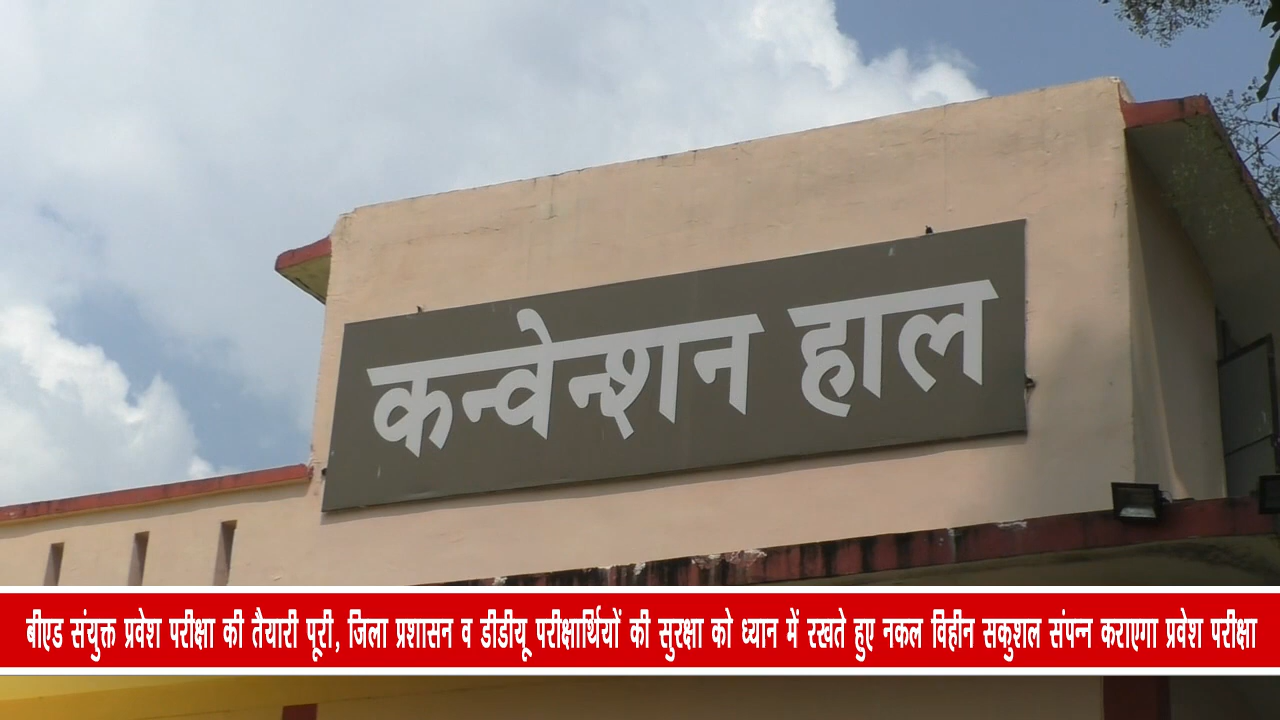 कन्वेन्शन हाल
बीएड संयुक्त प्रवेश परीक्षा की तैयारी पूरी, जिला प्रशासन व डीडीयू परीक्षार्थियों की सुरक्षा को ध्यान में रखते हुए नकल विहीन सकुशल संपन्न कराएगा प्रवेश परीक्षा